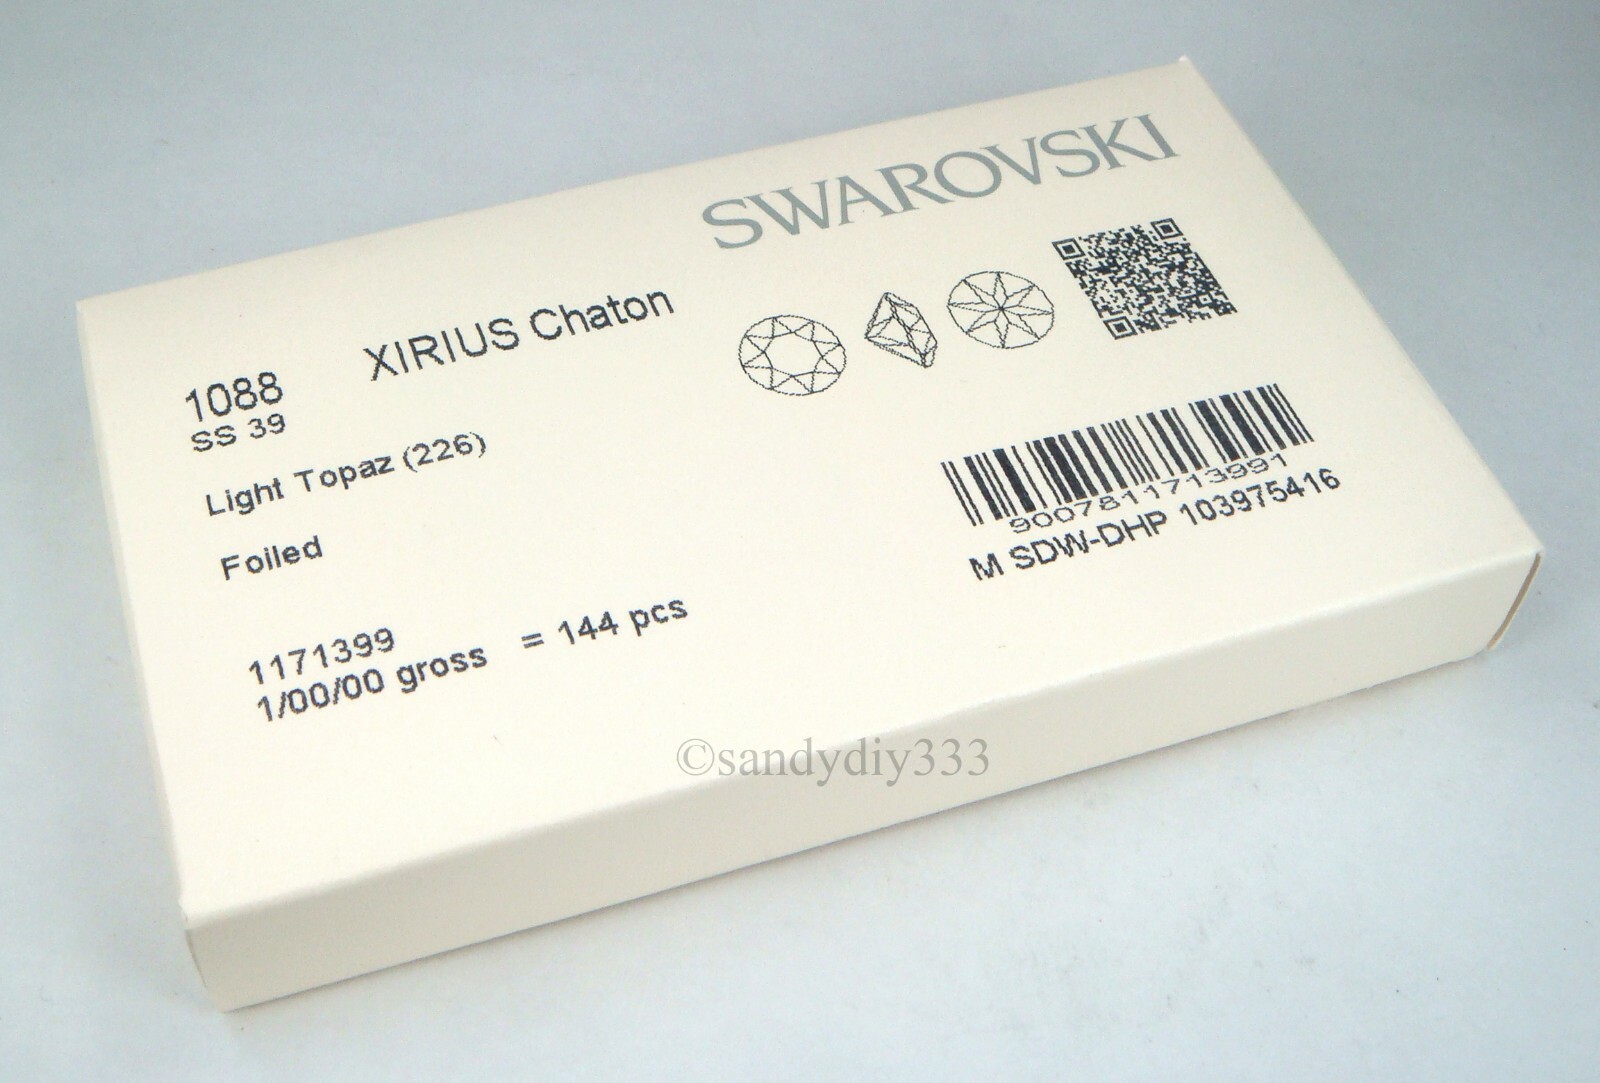 SWAROVSKI
1088 XIRIUS Chaton
SS 39
Light Topaz (226)
Foiled
1171399
1/00/00 gross = 144 pcs
9007811713991
M SDW-DHP 103975416
©sandydiy333